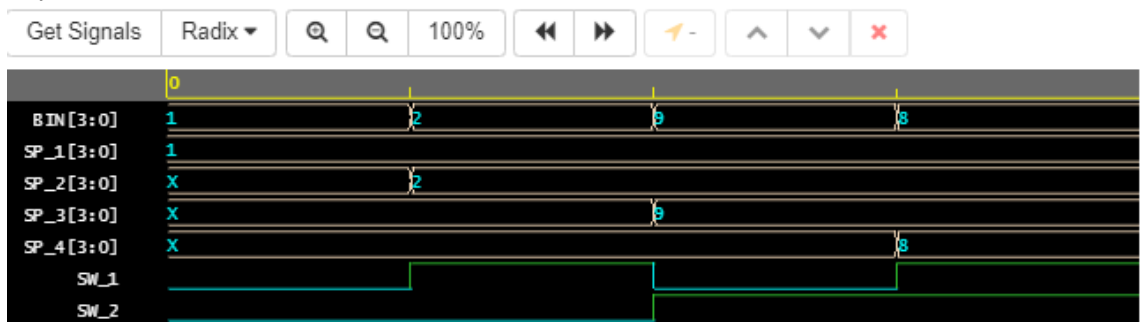 Get Signals Radix 100% -
0
BIN[3:0] 1 2 9 8
SP_1[3:0] 1
SP_2[3:0] X 2
SP_3[3:0] X 9
SP_4[3:0] X 8
SW_1
SW_2